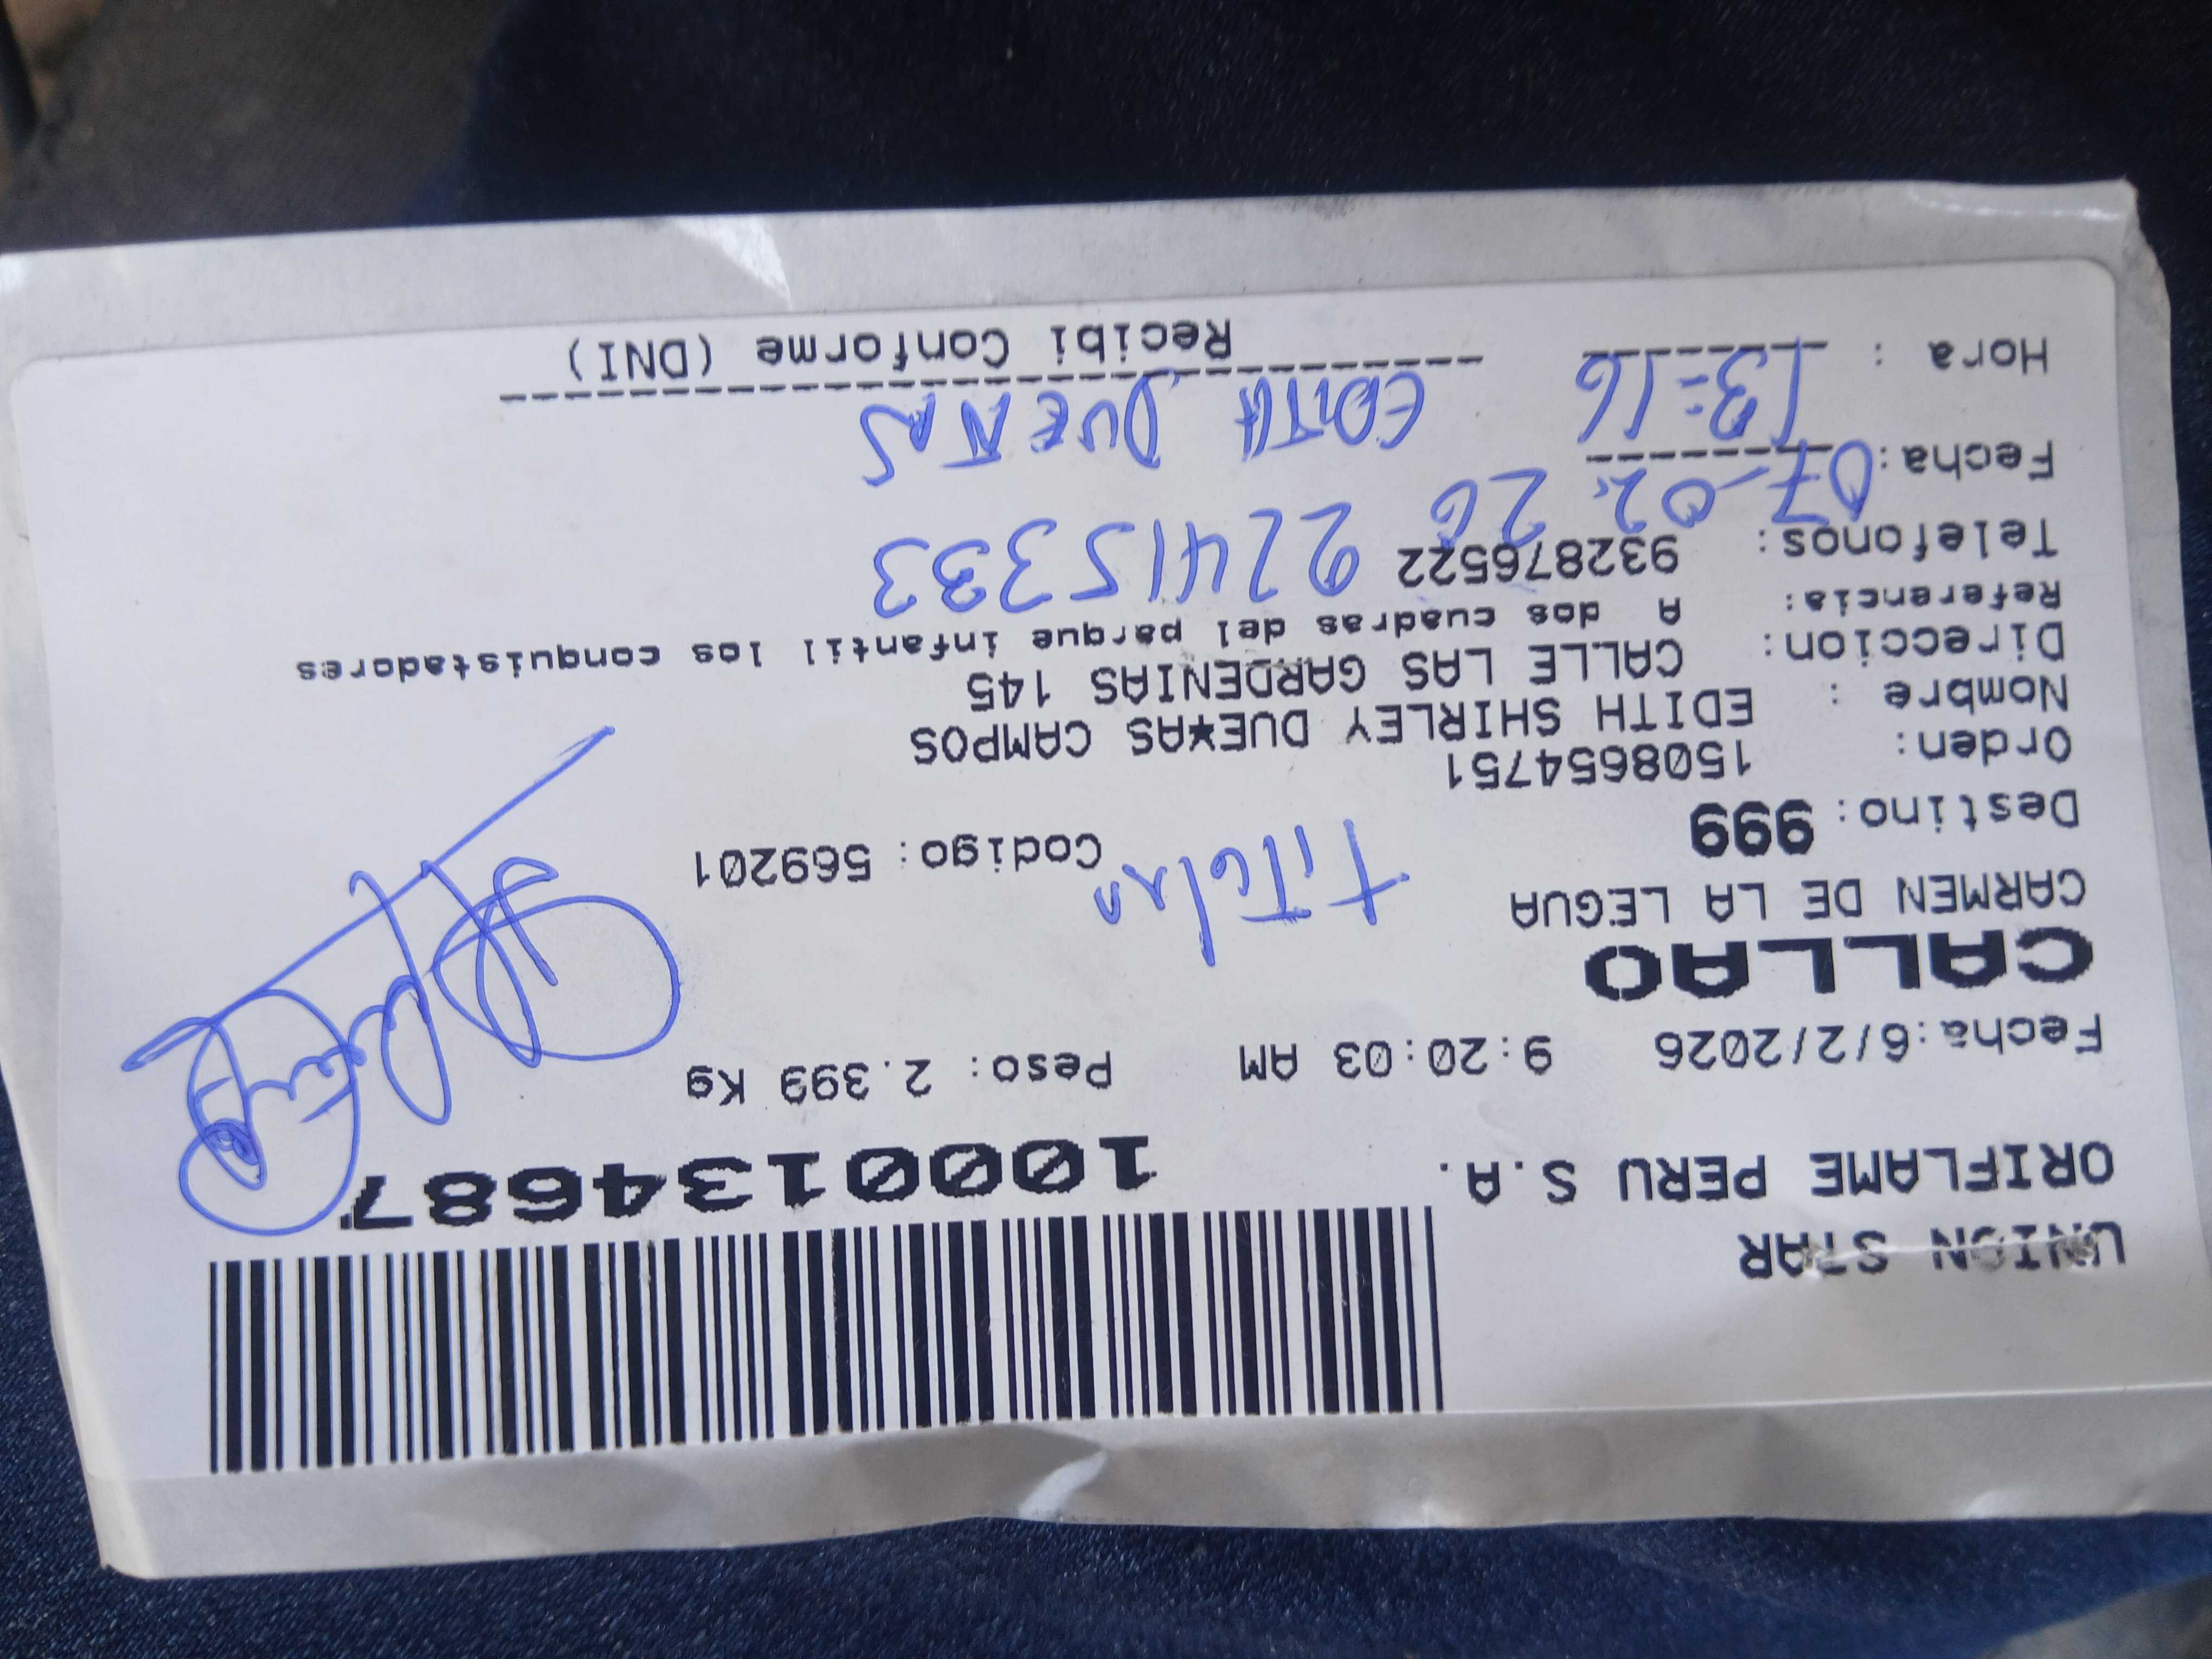 UNION STAR
ORIFLAME PERU S.A.
1000134687
Fecha:6/2/2026 9:20:03 AM Peso: 2.399 Kg
CALLAO
CARMEN DE LA LEGUA
Titular
Destino: 999 Codigo: 569201
Orden: 1508654751
Nombre : EDITH SHIRLEY DUE*AS CAMPOS
Direccion: CALLE LAS GARDENIAS 145
Referencia: A dos cuadras del parque infantil los conquistadores
Telefonos: 932876522
22415333
Fecha: 07-02-26
EDITH DUEÑAS
Hora : 13:16
Recibi Conforme (DNI)